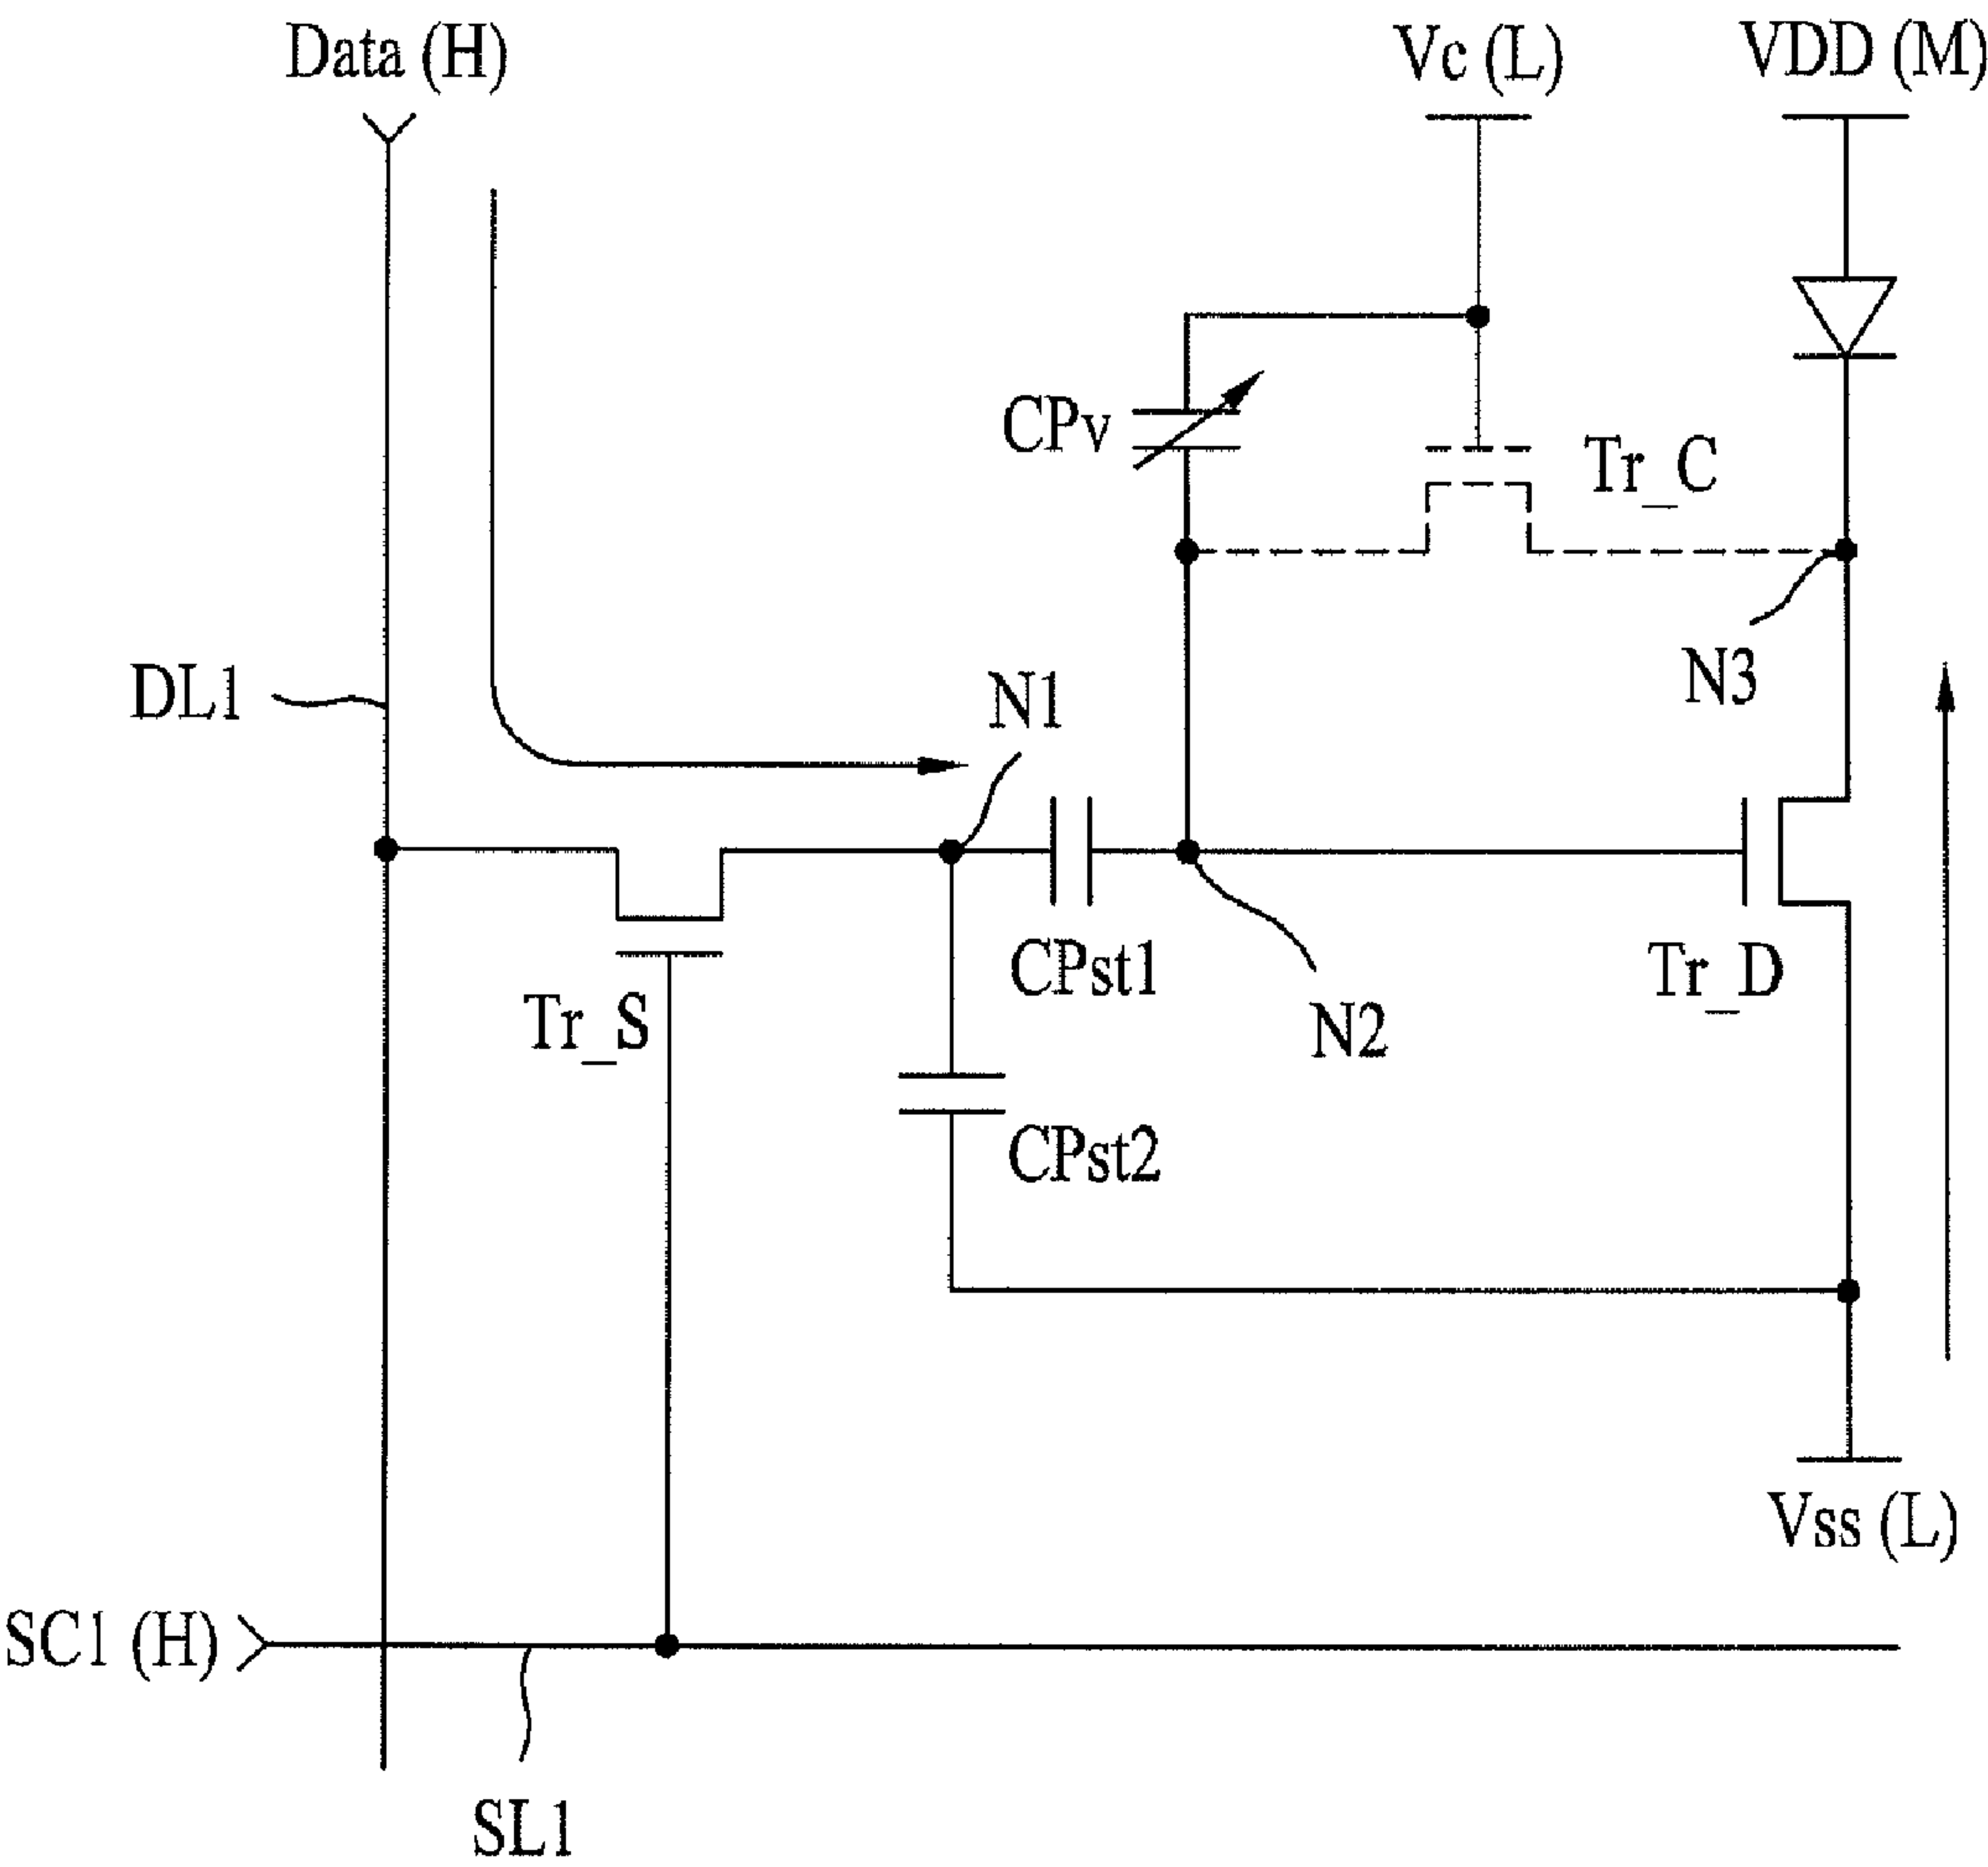 Data (H)
Vc (L)
VDD (M)
CPv
Tr_C
DL1
N1
N3
CPst1
Tr_D
Tr_S
N2
CPst2
Vss (L)
SC1 (H)
SL1